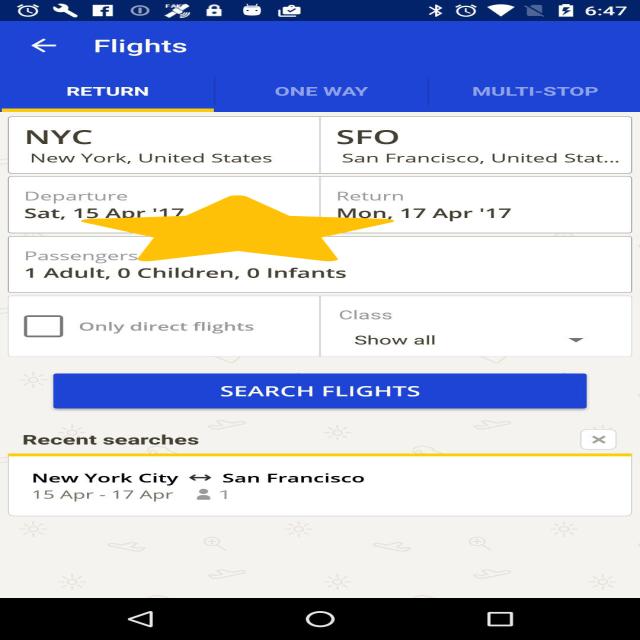 6:47
Flights
RETURN ONE WAY MULTI-STOP
NYC SFO
New York, United States San Francisco, United Stat...
Departure Return
Sat, 15 Apr '17 Mon, 17 Apr '17
Passengers
1 Adult, 0 Children, 0 Infants
Only direct flights
Class
Show all
SEARCH FLIGHTS
Recent searches
New York City ↔ San Francisco
15 Apr - 17 Apr 1